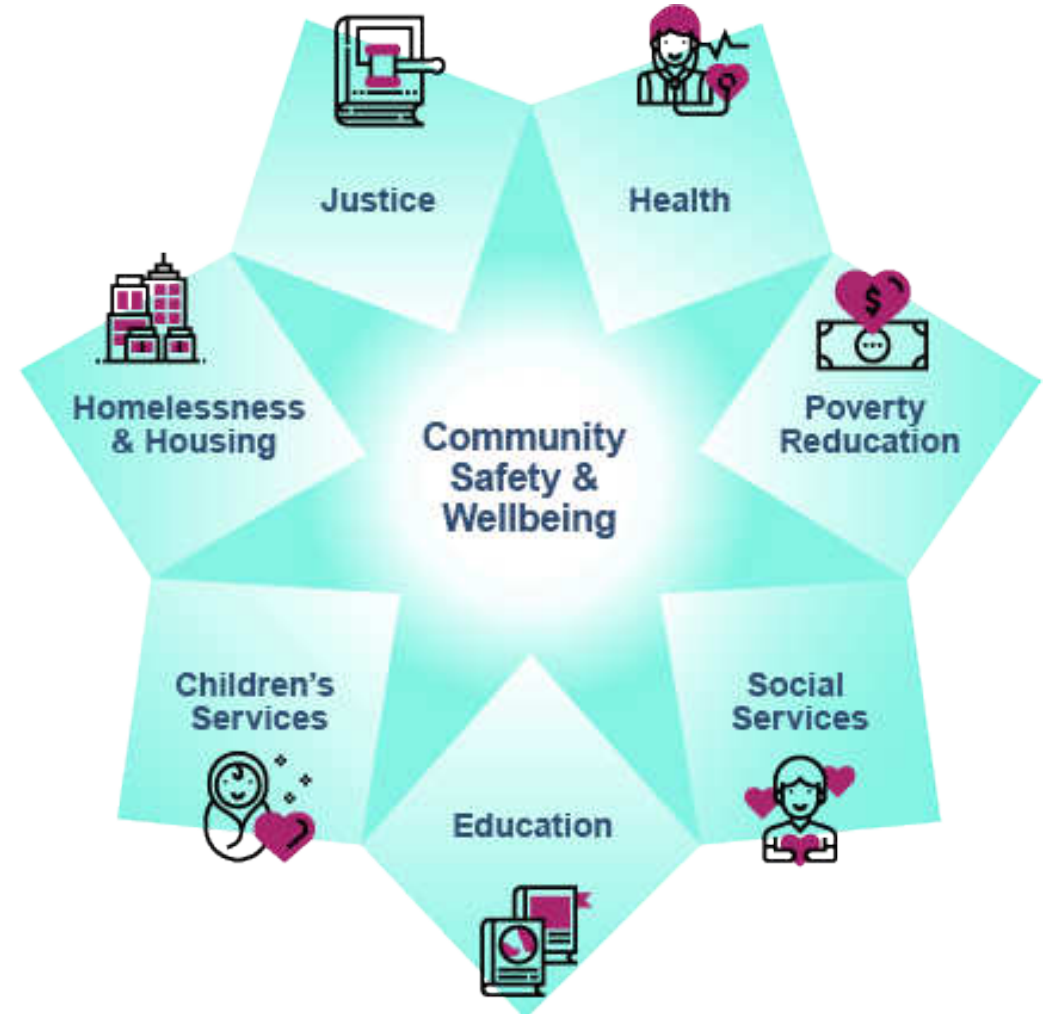 Justice
Health
Homelessness
& Housing
Poverty
Reducation
Community
Safety &
Wellbeing
Children's
Services
Social
Services
Education
$